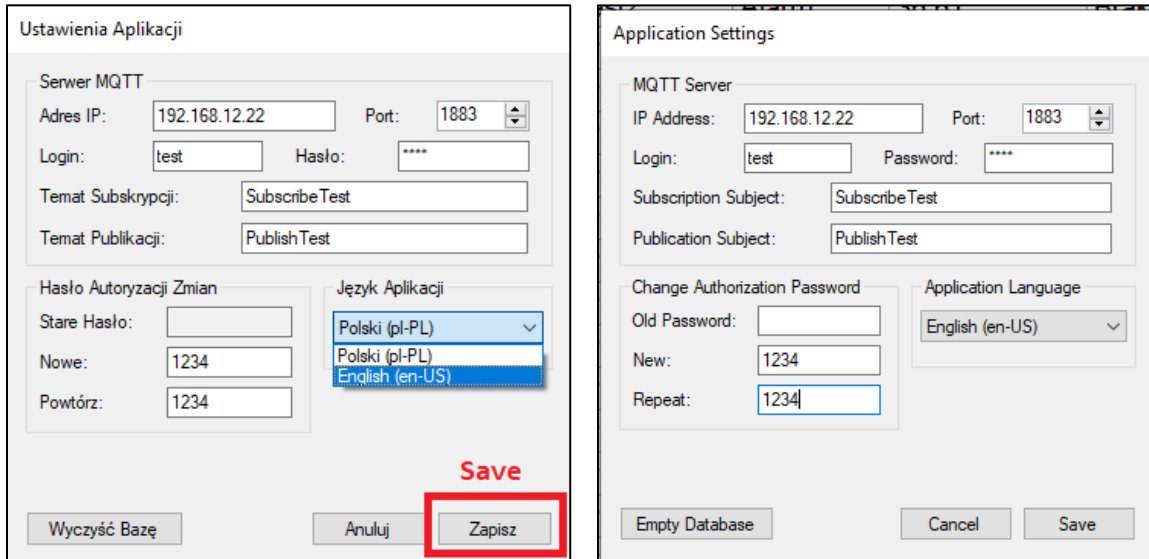 Ustawienia Aplikacji
Serwer MQTT
Adres IP: 192.168.12.22 Port: 1883
Login: test Hasło: ****
Temat Subskrypcji: SubscribeTest
Temat Publikacji: PublishTest
Hasło Autoryzacji Zmian
Stare Hasło:
Nowe: 1234
Powtórz: 1234
Język Aplikacji
Polski (pl-PL)
Polski (pl-PL)
English (en-US)
Save
Wyczyść Bazę Anuluj Zapisz
Application Settings
MQTT Server
IP Address: 192.168.12.22 Port: 1883
Login: test Password: ****
Subscription Subject: SubscribeTest
Publication Subject: PublishTest
Change Authorization Password
Old Password:
New: 1234
Repeat: 1234
Application Language
English (en-US)
Empty Database Cancel Save